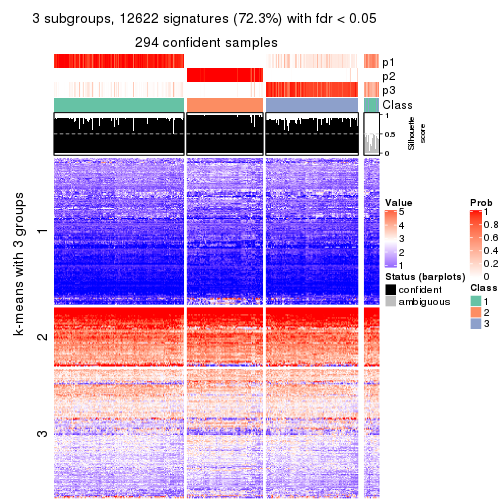 3 subgroups, 12622 signatures (72.3%) with fdr < 0.05
294 confident samples
p1
p2
p3
Class
1
0.5
0
Silhouette
score
k-means with 3 groups
1
2
3
Value
5
4
3
2
1
Status (barplots)
confident
ambiguous
Prob
1
0.8
0.6
0.4
0.2
0
Class
1
2
3